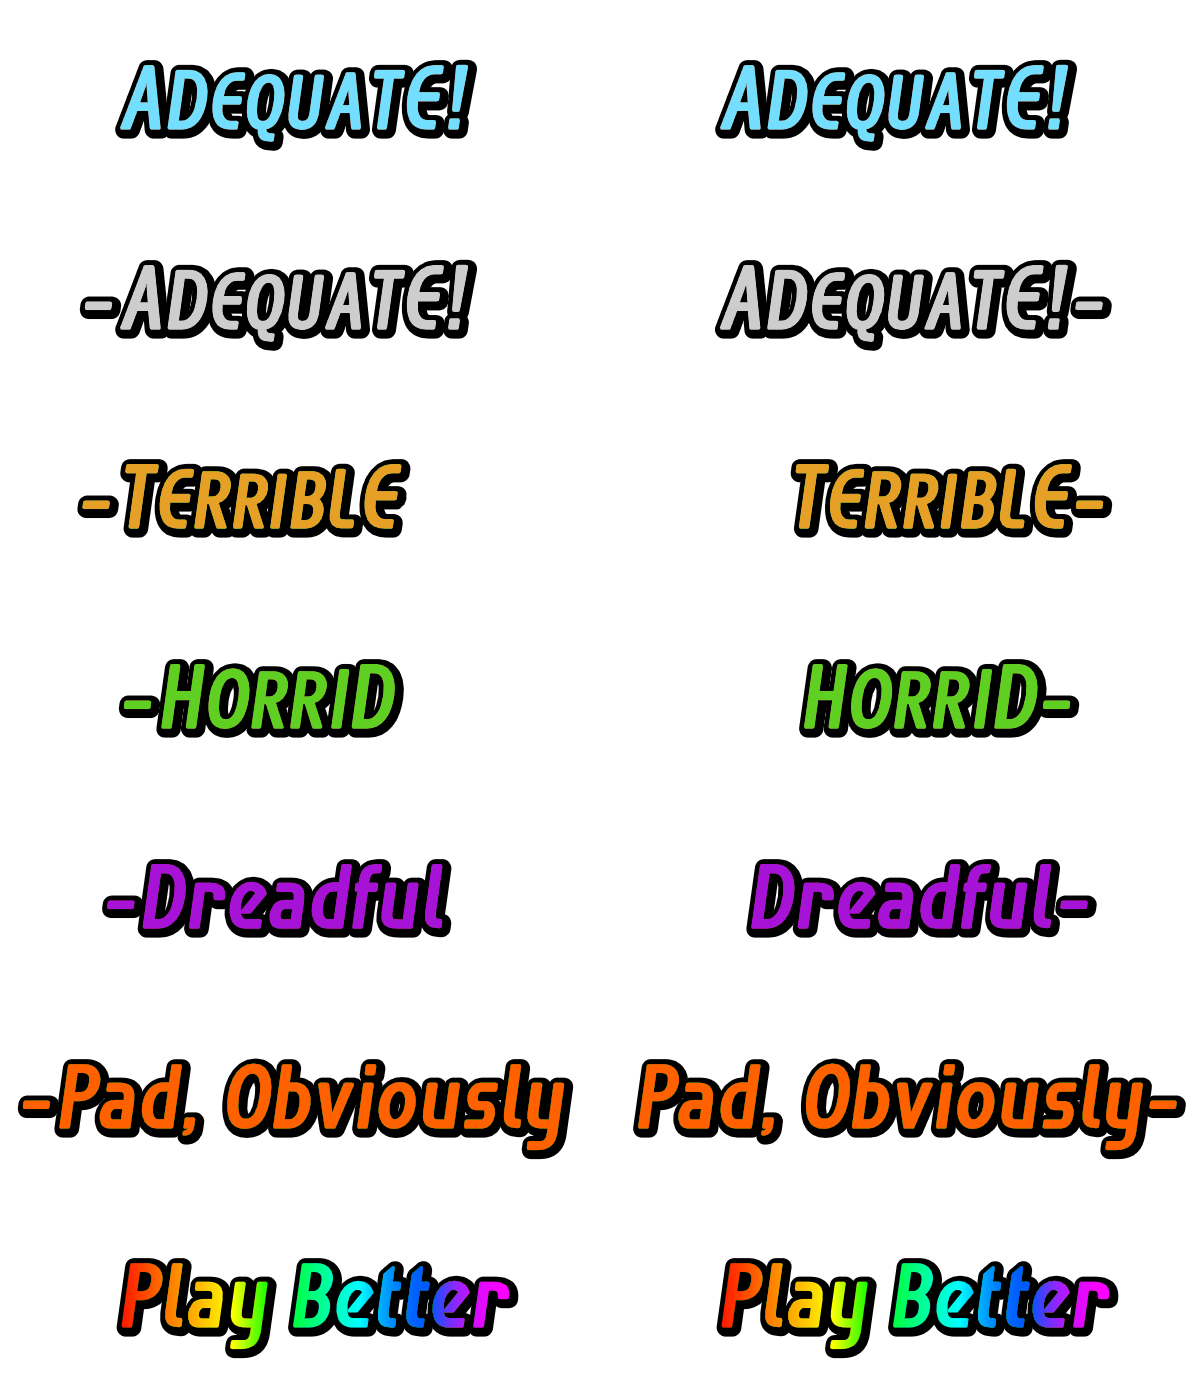 ADEQUATE! ADEQUATE!
-ADEQUATE! ADEQUATE!-
-TERRIBLE TERRIBLE-
-HORRID HORRID-
-Dreadful Dreadful-
-Pad, Obviously Pad, Obviously-
Play Better Play Better